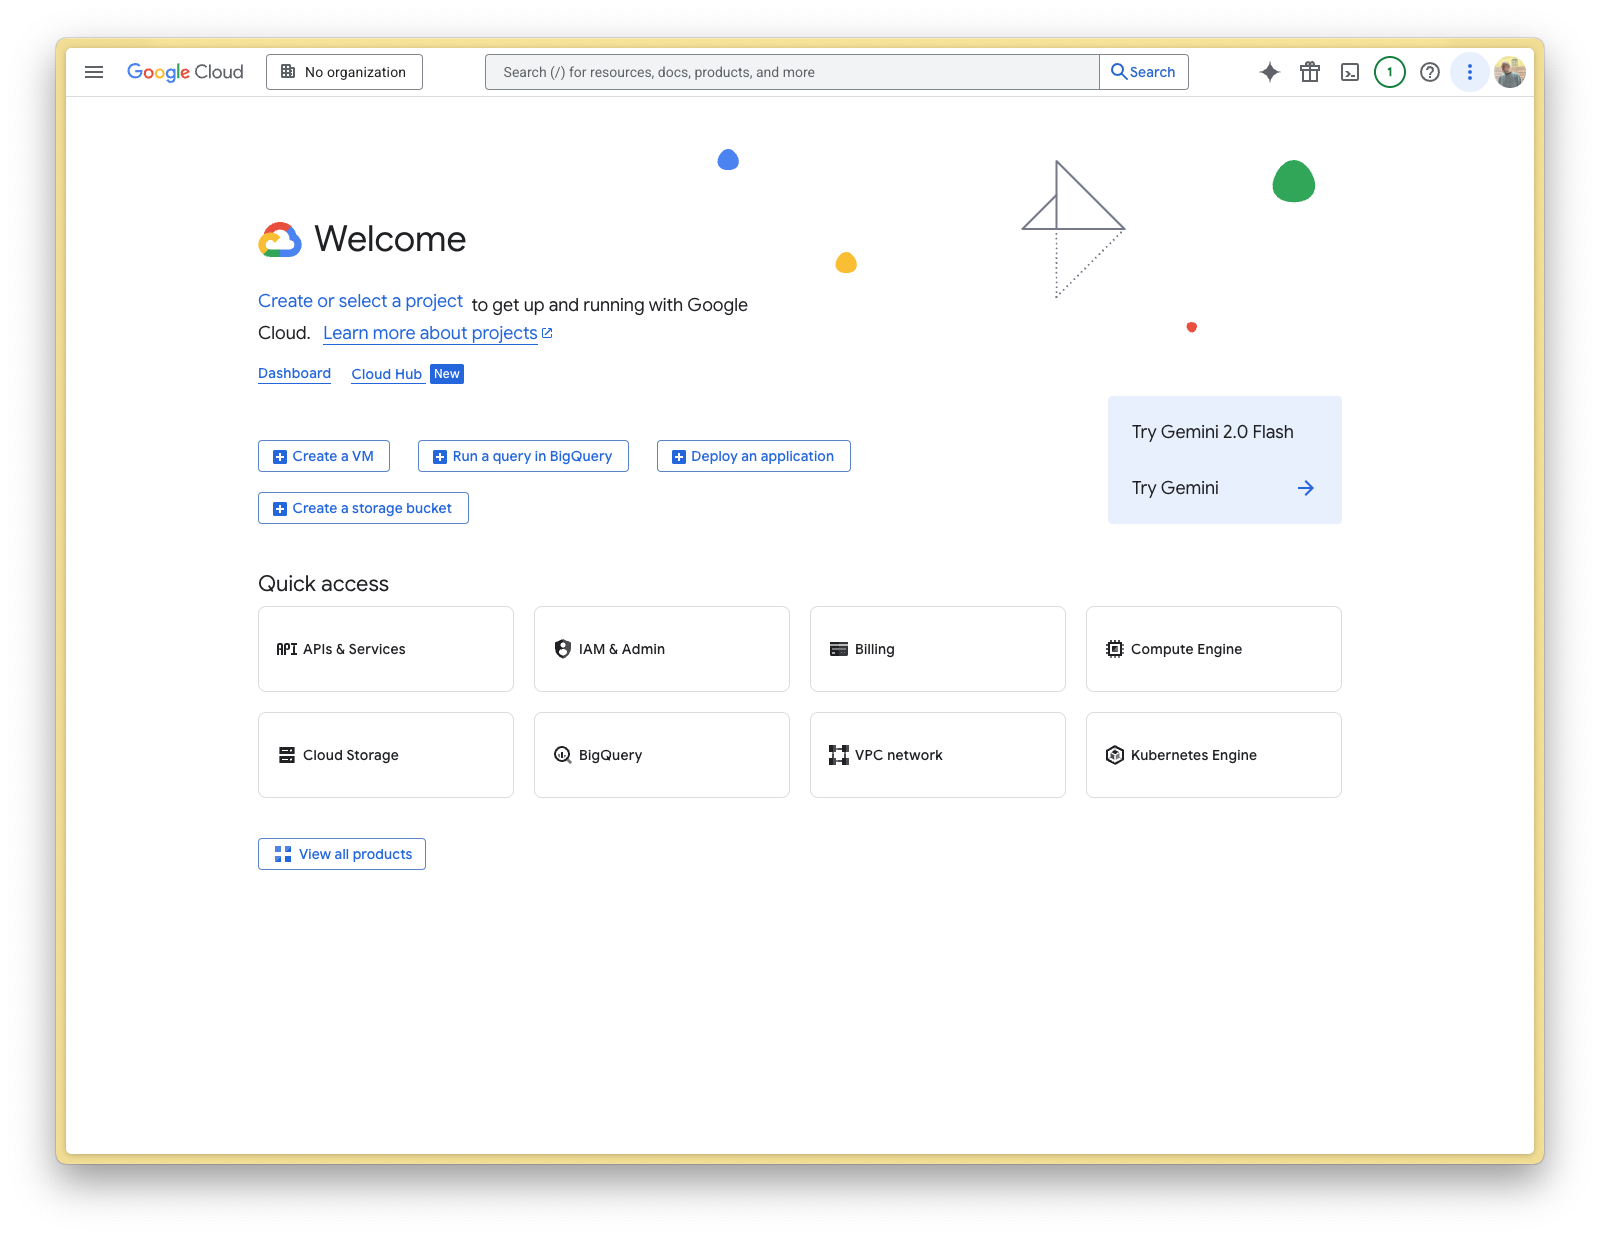 Google Cloud
No organization
Search (/) for resources, docs, products, and more
Search
1
Welcome
Create or select a project to get up and running with Google
Cloud. Learn more about projects
Dashboard Cloud Hub New
Try Gemini 2.0 Flash
Try Gemini
Create a VM
Run a query in BigQuery
Deploy an application
Create a storage bucket
Quick access
API APIs & Services
IAM & Admin
Billing
Compute Engine
Cloud Storage
BigQuery
VPC network
Kubernetes Engine
View all products